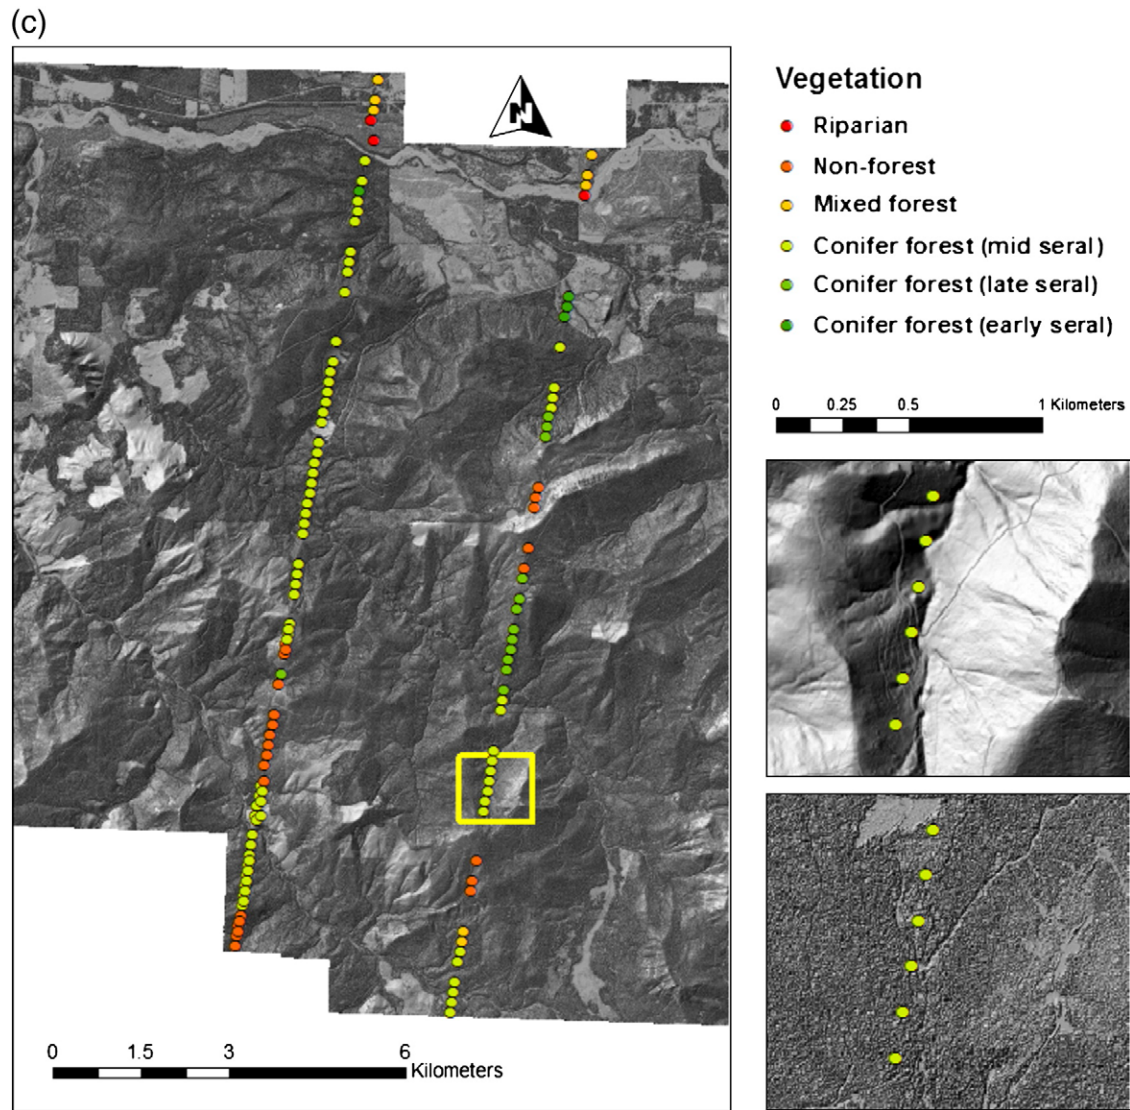 (c)
N
Vegetation
Riparian
Non-forest
Mixed forest
Conifer forest (mid seral)
Conifer forest (late seral)
Conifer forest (early seral)
0 0.25 0.5 1 Kilometers
0 1.5 3 6
Kilometers